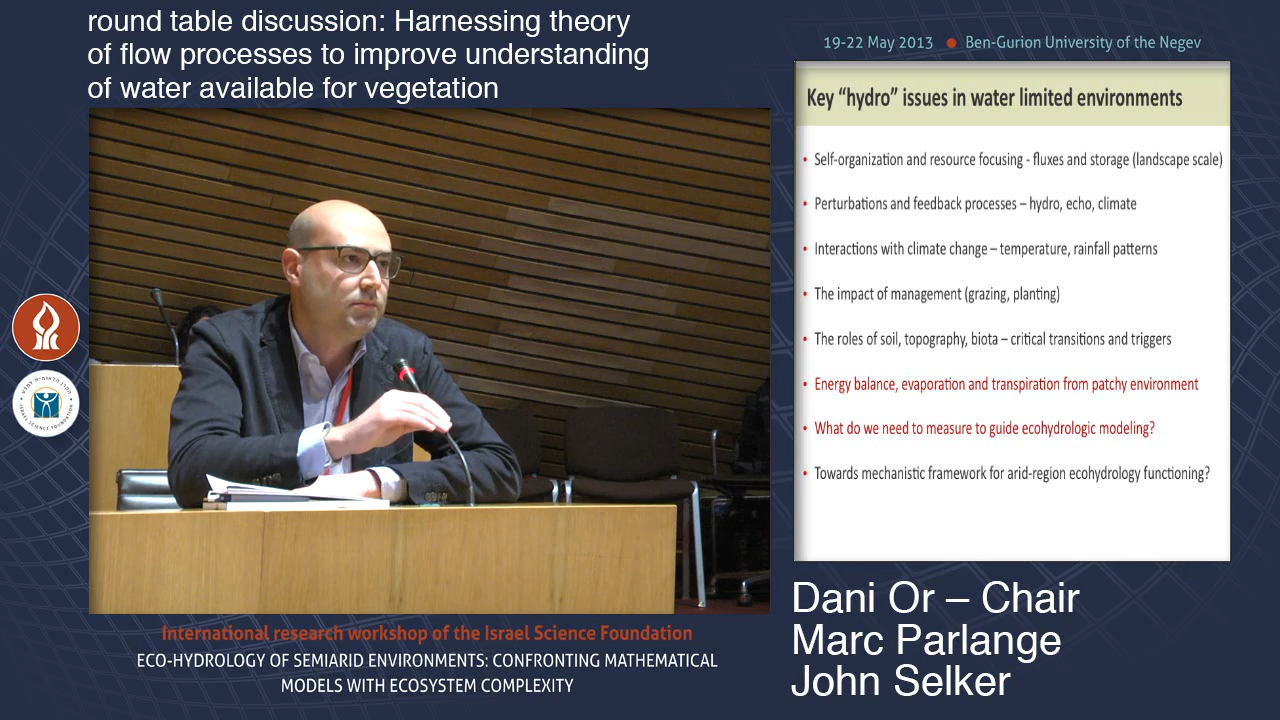 round table discussion: Harnessing theory
of flow processes to improve understanding
of water available for vegetation
19-22 May 2013 ● Ben-Gurion University of the Negev
Key “hydro” issues in water limited environments
• Self-organization and resource focusing - fluxes and storage (landscape scale)
• Perturbations and feedback processes – hydro, echo, climate
• Interactions with climate change – temperature, rainfall patterns
• The impact of management (grazing, planting)
• The roles of soil, topography, biota – critical transitions and triggers
• Energy balance, evaporation and transpiration from patchy environment
• What do we need to measure to guide ecohydrologic modeling?
• Towards mechanistic framework for arid-region ecohydrology functioning?
Dani Or – Chair
Marc Parlange
John Selker
International research workshop of the Israel Science Foundation
ECO-HYDROLOGY OF SEMIARID ENVIRONMENTS: CONFRONTING MATHEMATICAL
MODELS WITH ECOSYSTEM COMPLEXITY
ISRAEL SCIENCE FOUNDATION